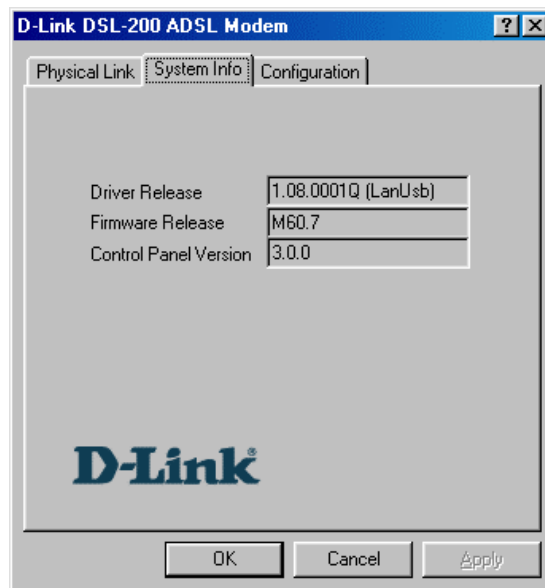 D-Link DSL-200 ADSL Modem
Physical Link System Info Configuration
Driver Release 1.08.0001Q (LanUsb)
Firmware Release M60.7
Control Panel Version 3.0.0
D-Link®
OK Cancel Apply